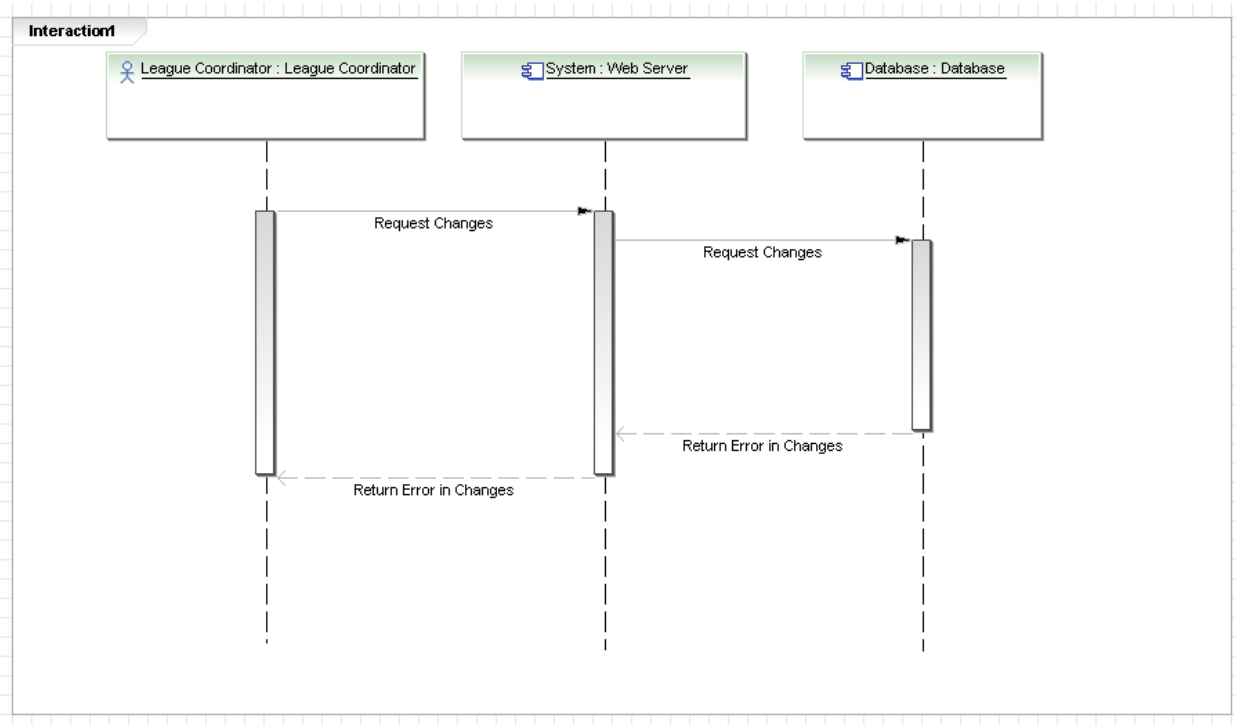 Interaction1
League Coordinator : League Coordinator
System : Web Server
Database : Database
Request Changes
Request Changes
Return Error in Changes
Return Error in Changes